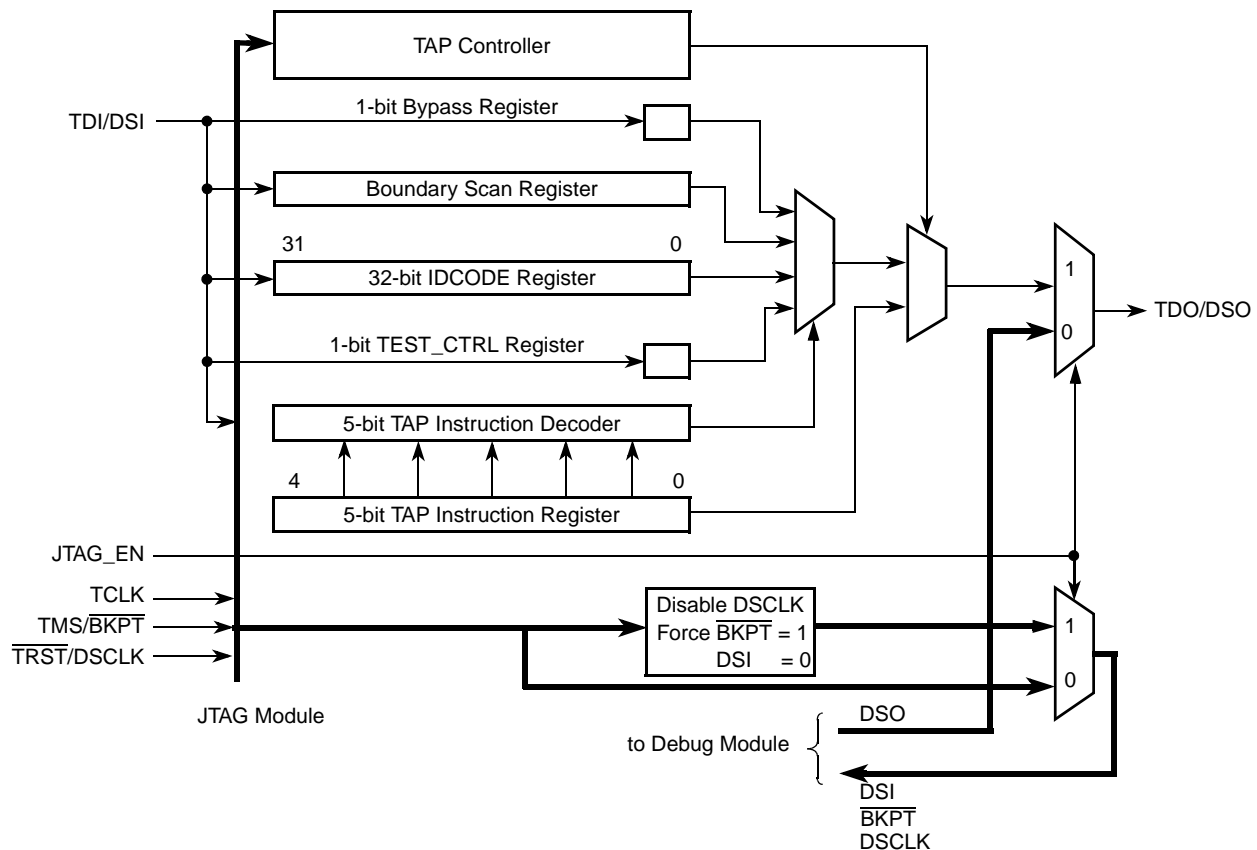 TAP Controller
1-bit Bypass Register
TDI/DSI
Boundary Scan Register
31 0
32-bit IDCODE Register
1
TDO/DSO
0
1-bit TEST_CTRL Register
5-bit TAP Instruction Decoder
4 0
5-bit TAP Instruction Register
JTAG_EN
TCLK
TMS/BKPT
TRST/DSCLK
Disable DSCLK
Force BKPT = 1
DSI = 0
1
0
JTAG Module
DSO
to Debug Module
DSI
BKPT
DSCLK